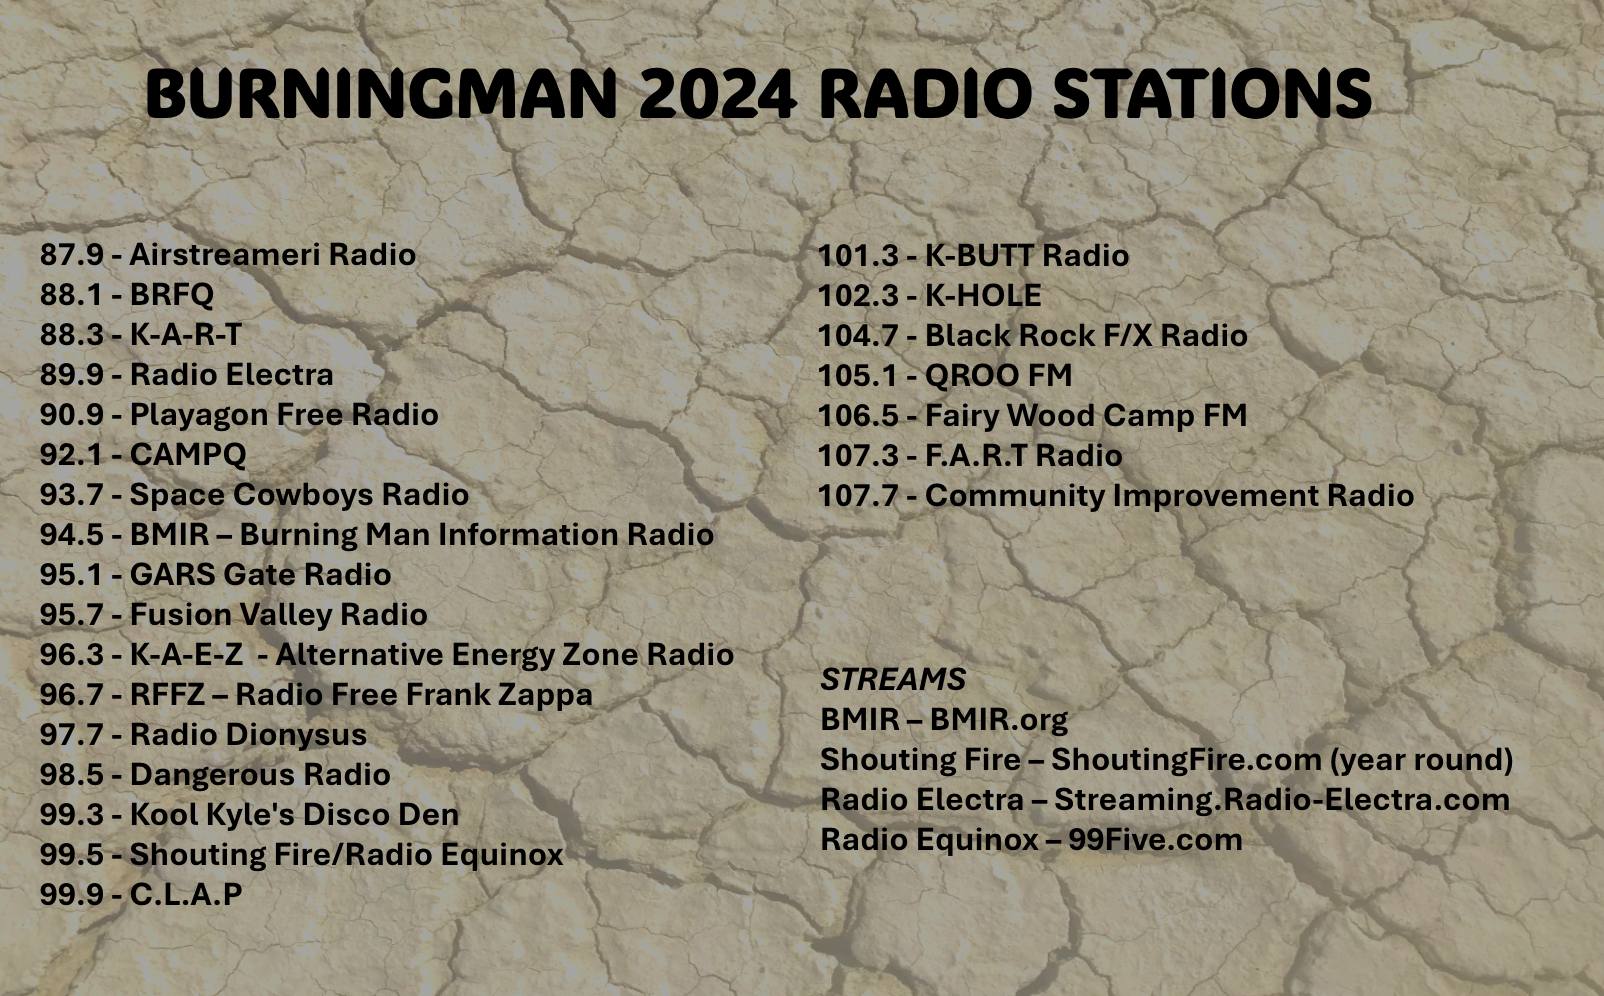 BURNINGMAN 2024 RADIO STATIONS
87.9 - Airstreameri Radio
88.1 - BRFQ
88.3 - K-A-R-T
89.9 - Radio Electra
90.9 - Playagon Free Radio
92.1 - CAMPQ
93.7 - Space Cowboys Radio
94.5 - BMIR – Burning Man Information Radio
95.1 - GARS Gate Radio
95.7 - Fusion Valley Radio
96.3 - K-A-E-Z  - Alternative Energy Zone Radio
96.7 - RFFZ – Radio Free Frank Zappa
97.7 - Radio Dionysus
98.5 - Dangerous Radio
99.3 - Kool Kyle's Disco Den
99.5 - Shouting Fire/Radio Equinox
99.9 - C.L.A.P
101.3 - K-BUTT Radio
102.3 - K-HOLE
104.7 - Black Rock F/X Radio
105.1 - QROO FM
106.5 - Fairy Wood Camp FM
107.3 - F.A.R.T Radio
107.7 - Community Improvement Radio
STREAMS
BMIR – BMIR.org
Shouting Fire – ShoutingFire.com (year round)
Radio Electra – Streaming.Radio-Electra.com
Radio Equinox – 99Five.com